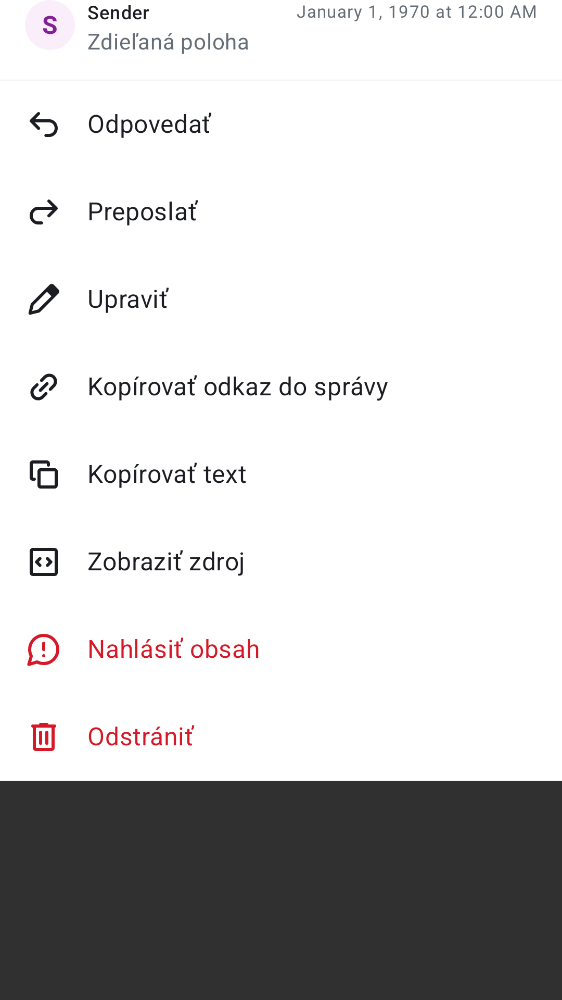 S
Sender
January 1, 1970 at 12:00 AM
Zdieľaná poloha
Odpovedať
Preposlať
Upraviť
Kopírovať odkaz do správy
Kopírovať text
Zobraziť zdroj
Nahlásiť obsah
Odstrániť